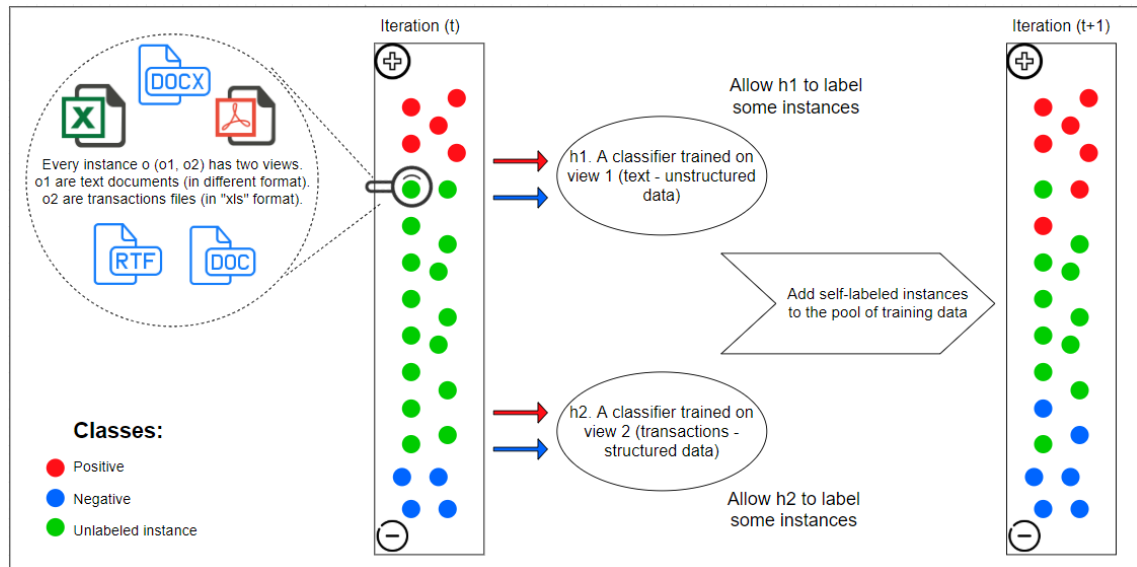 Iteration (t)
Iteration (t+1)
DOCX
X
Every instance o (o1, o2) has two views.
o1 are text documents (in different format).
o2 are transactions files (in "xls" format).
RTF
DOC
Allow h1 to label
some instances
h1. A classifier trained on
view 1 (text - unstructured
data)
Add self-labeled instances
to the pool of training data
h2. A classifier trained on
view 2 (transactions -
structured data)
Allow h2 to label
some instances
Classes:
Positive
Negative
Unlabeled instance